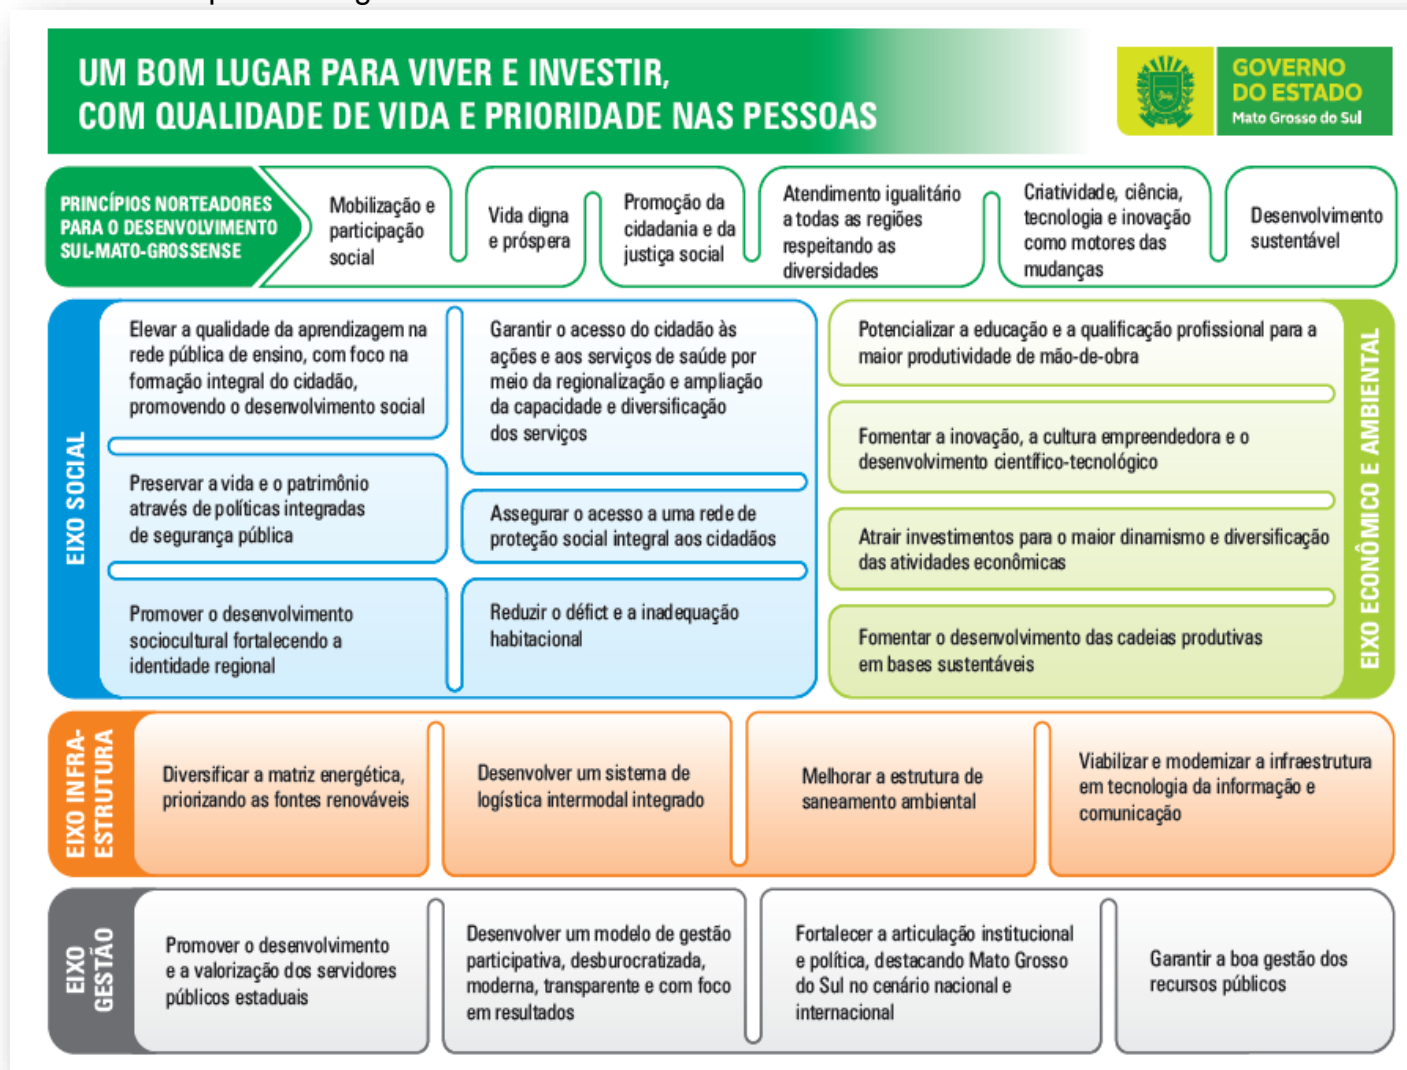 UM BOM LUGAR PARA VIVER E INVESTIR,
COM QUALIDADE DE VIDA E PRIORIDADE NAS PESSOAS
GOVERNO
DO ESTADO
Mato Grosso do Sul
PRINCÍPIOS NORTEADORES
PARA O DESENVOLVIMENTO
SUL-MATO-GROSSENSE
Mobilização e
participação
social
Vida digna
e próspera
Promoção da
cidadania e da
justiça social
Atendimento igualitário
a todas as regiões
respeitando as
diversidades
Criatividade, ciência,
tecnologia e inovação
como motores das
mudanças
Desenvolvimento
sustentável
EIXO SOCIAL
Elevar a qualidade da aprendizagem na
rede pública de ensino, com foco na
formação integral do cidadão,
promovendo o desenvolvimento social
Preservar a vida e o patrimônio
através de políticas integradas
de segurança pública
Promover o desenvolvimento
sociocultural fortalecendo a
identidade regional
Garantir o acesso do cidadão às
ações e aos serviços de saúde por
meio da regionalização e ampliação
da capacidade e diversificação
dos serviços
Assegurar o acesso a uma rede de
proteção social integral aos cidadãos
Reduzir o défict e a inadequação
habitacional
Potencializar a educação e a qualificação profissional para a
maior produtividade de mão-de-obra
Fomentar a inovação, a cultura empreendedora e o
desenvolvimento científico-tecnológico
Atrair investimentos para o maior dinamismo e diversificação
das atividades econômicas
Fomentar o desenvolvimento das cadeias produtivas
em bases sustentáveis
EIXO ECONÔMICO E AMBIENTAL
EIXO INFRA-
ESTRUTURA
Diversificar a matriz energética,
priorizando as fontes renováveis
Desenvolver um sistema de
logística intermodal integrado
Melhorar a estrutura de
saneamento ambiental
Viabilizar e modernizar a infraestrutura
em tecnologia da informação e
comunicação
EIXO
GESTÃO
Promover o desenvolvimento
e a valorização dos servidores
públicos estaduais
Desenvolver um modelo de gestão
participativa, desburocratizada,
moderna, transparente e com foco
em resultados
Fortalecer a articulação institucional
e política, destacando Mato Grosso
do Sul no cenário nacional e
internacional
Garantir a boa gestão dos
recursos públicos